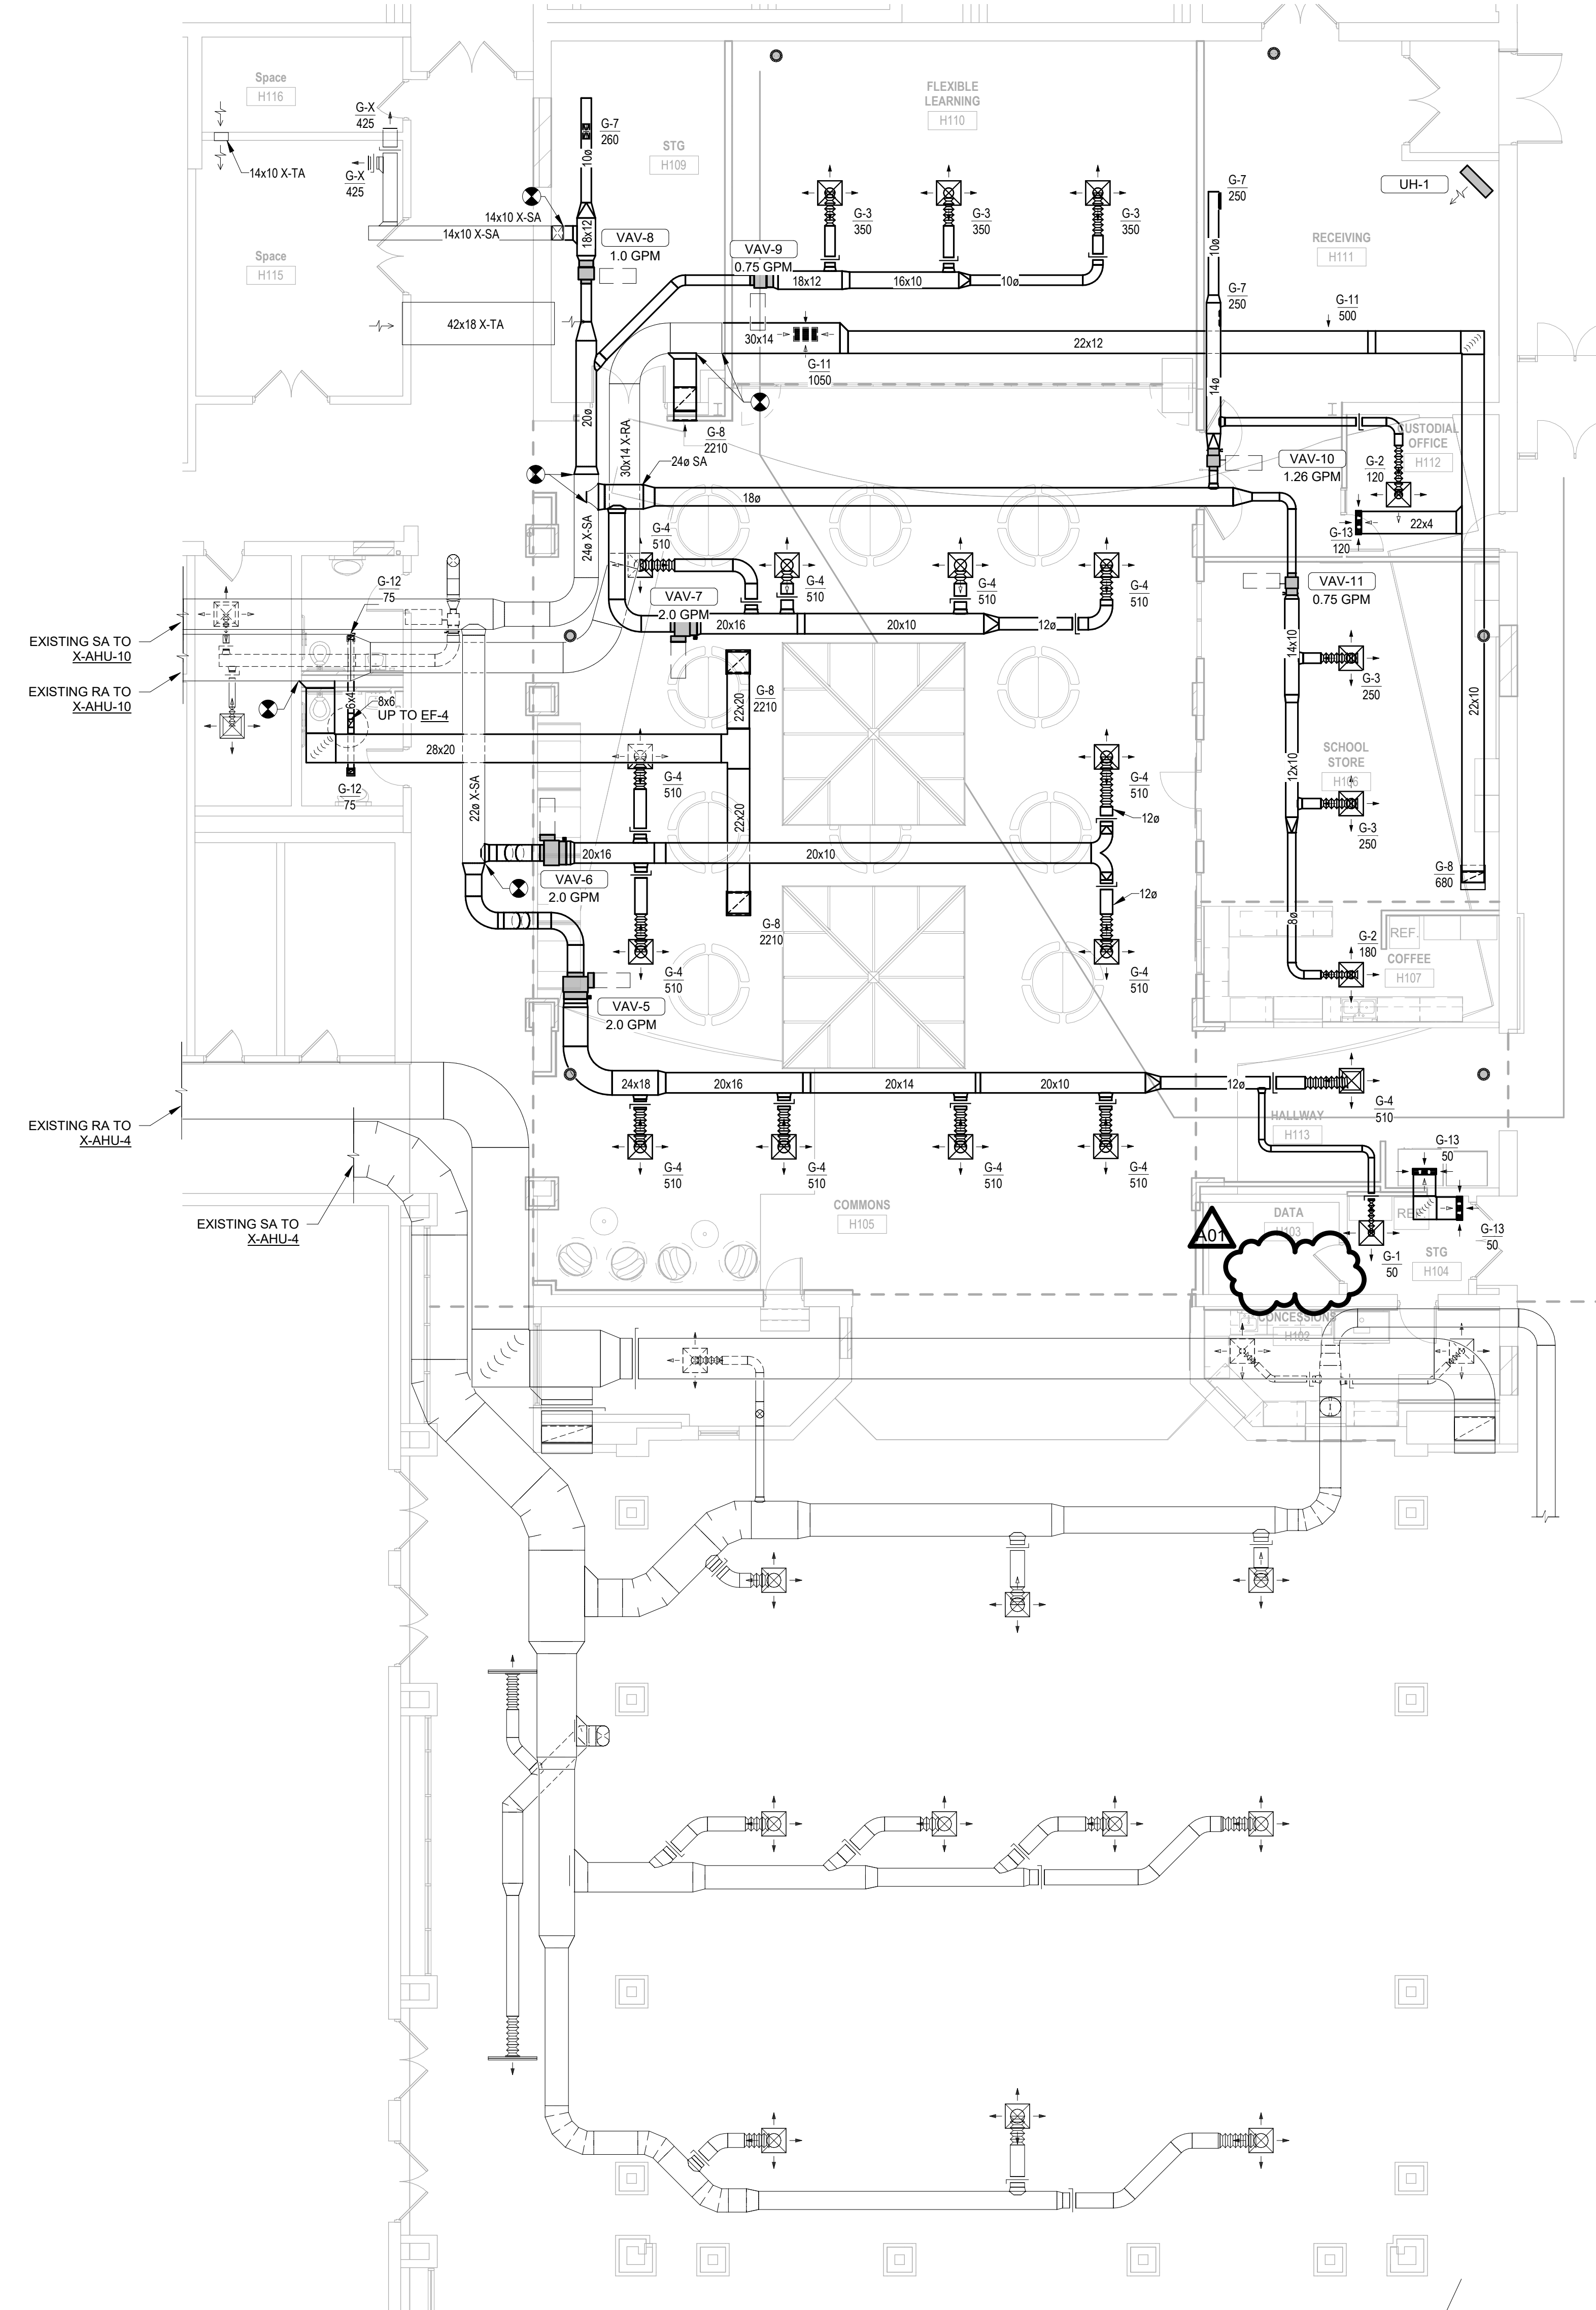 Space
H116
G-X
425
G-X
425
14x10 X-TA
14x10 X-SA
14x10 X-SA
Space
H115
42x18 X-TA
G-7
260
10ø
STG
H109
18x12
VAV-8
1.0 GPM
FLEXIBLE
LEARNING
H110
G-3
350
G-3
350
G-3
350
VAV-9
0.75 GPM
18x12
16x10
10ø
G-7
250
10ø
G-7
250
UH-1
RECEIVING
H111
G-11
500
30x14
22x12
G-11
1050
20ø
30x14 X-RA
G-8
2210
24ø SA
14ø
CUSTODIAL
OFFICE
H112
VAV-10
1.26 GPM
G-2
120
22x4
G-13
120
18ø
24ø X-SA
G-4
510
G-4
510
G-4
510
G-4
510
VAV-7
2.0 GPM
20x16
20x10
12ø
VAV-11
0.75 GPM
14x10
G-3
250
G-12
75
EXISTING SA TO
X-AHU-10
EXISTING RA TO
X-AHU-10
6x4
8x6
UP TO EF-4
28x20
G-12
75
22x20
G-8
2210
22x10
12x10
SCHOOL
STORE
H106
G-3
250
22ø X-SA
G-4
510
G-4
510
12ø
22x20
20x16
20x10
VAV-6
2.0 GPM
12ø
G-8
680
G-8
2210
G-4
510
G-4
510
8ø
G-2
180
REF.
COFFEE
H107
VAV-5
2.0 GPM
24x18
20x16
20x14
20x10
12ø
G-4
510
HALLWAY
H113
EXISTING RA TO
X-AHU-4
G-4
510
G-4
510
G-4
510
G-4
510
G-13
50
EXISTING SA TO
X-AHU-4
COMMONS
H105
A01
DATA
H103
REF.
G-13
50
G-1
50
STG
H104
CONCESSIONS
H102